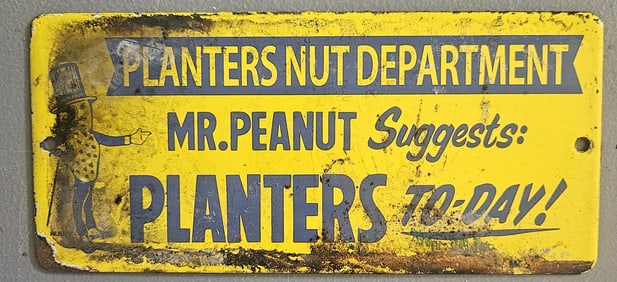 PLANTERS NUT DEPARTMENT
MR. PEANUT Suggests:
PLANTERS TO-DAY!